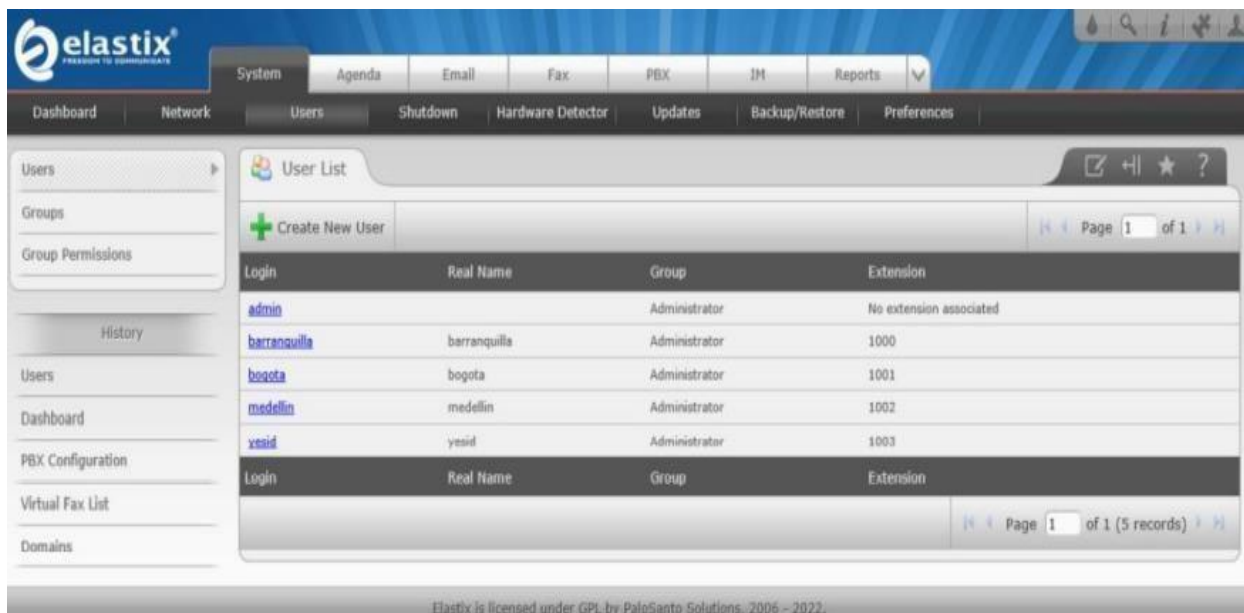 elastix®
FREEDOM TO COMMUNICATE
System Agenda Email Fax PBX IM Reports
Dashboard Network Users Shutdown Hardware Detector Updates Backup/Restore Preferences
Users
Groups
Group Permissions
History
Users
Dashboard
PBX Configuration
Virtual Fax List
Domains
User List
Create New User
Page 1 of 1
Login Real Name Group Extension
admin Administrator No extension associated
barranquilla barranquilla Administrator 1000
bogota bogota Administrator 1001
medellin medellin Administrator 1002
yesid yesid Administrator 1003
Login Real Name Group Extension
Page 1 of 1 (5 records)
Elastix is licensed under GPL by PaloSanto Solutions. 2006 - 2022.